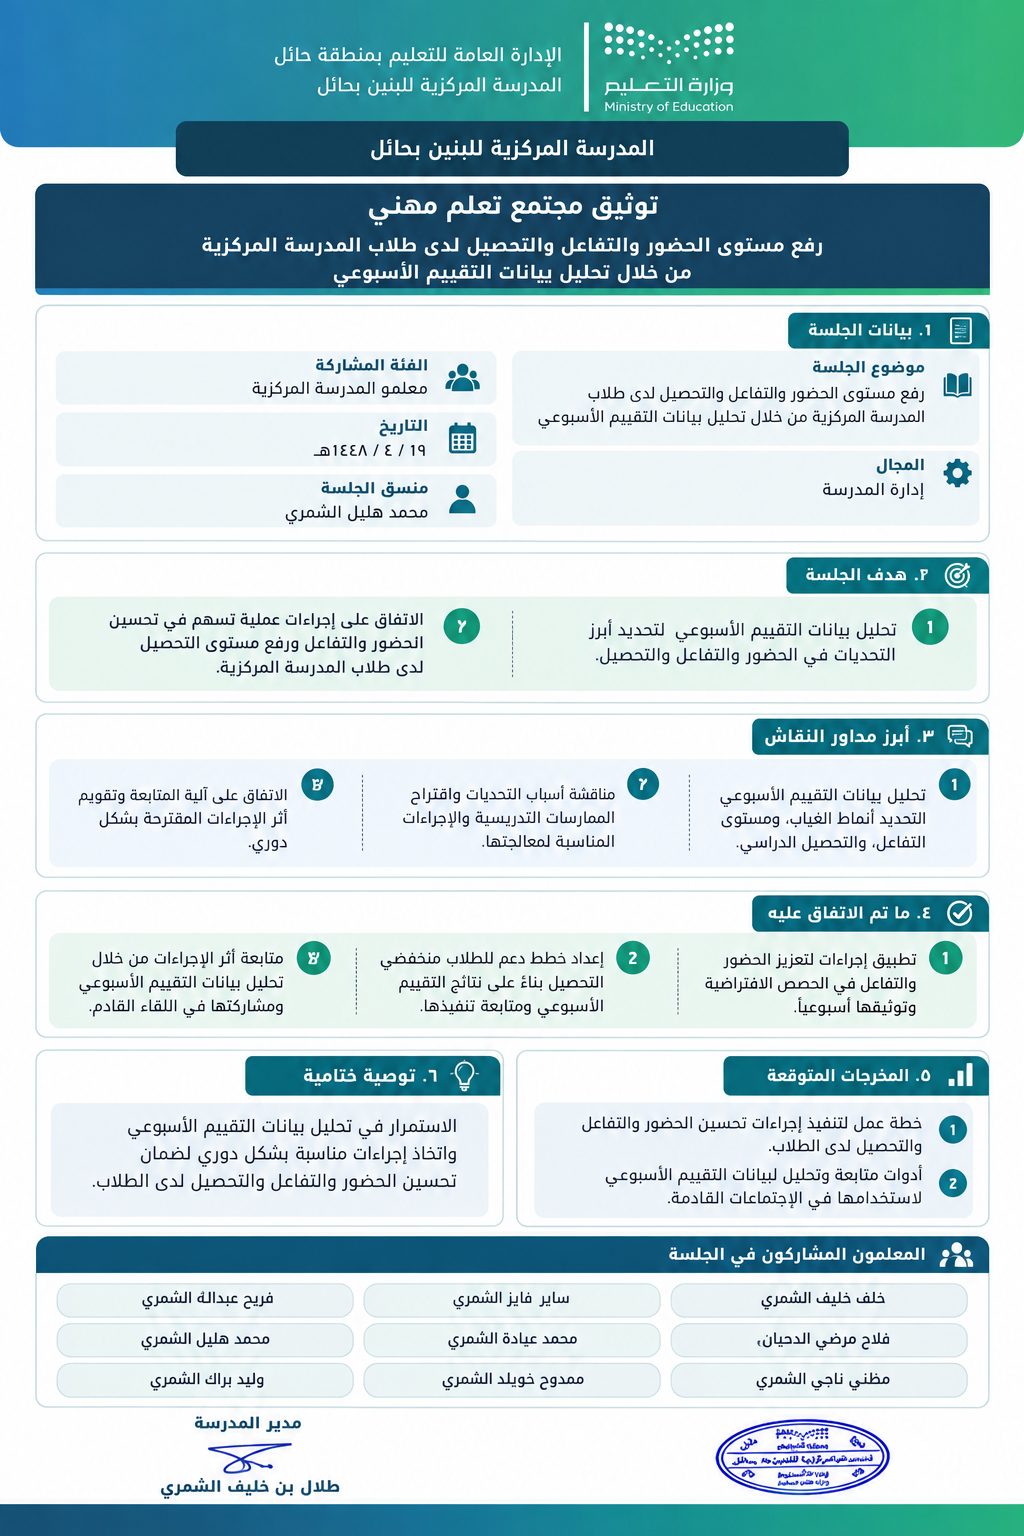 وزارة التعليم
Ministry of Education
الإدارة العامة للتعليم بمنطقة حائل
المدرسة المركزية للبنين بحائل
المدرسة المركزية للبنين بحائل
توثيق مجتمع تعلم مهني
رفع مستوى الحضور والتفاعل والتحصيل لدى طلاب المدرسة المركزية
من خلال تحليل بيانات التقييم الأسبوعي
١. بيانات الجلسة
موضوع الجلسة
رفع مستوى الحضور والتفاعل والتحصيل لدى طلاب
المدرسة المركزية من خلال تحليل بيانات التقييم الأسبوعي
المجال
إدارة المدرسة
الفئة المشاركة
معلمو المدرسة المركزية
التاريخ
١٩ / ٤ / ١٤٤٨هـ
منسق الجلسة
محمد هليل الشمري
٢. هدف الجلسة
1
تحليل بيانات التقييم الأسبوعي لتحديد أبرز
التحديات في الحضور والتفاعل والتحصيل.
٢
الاتفاق على إجراءات عملية تسهم في تحسين
الحضور والتفاعل ورفع مستوى التحصيل
لدى طلاب المدرسة المركزية.
٣. أبرز محاور النقاش
1
تحليل بيانات التقييم الأسبوعي
التحديد أنماط الغياب، ومستوى
التفاعل، والتحصيل الدراسي.
٢
مناقشة أسباب التحديات واقتراح
الممارسات التدريسية والإجراءات
المناسبة لمعالجتها.
الاتفاق على آلية المتابعة وتقويم
أثر الإجراءات المقترحة بشكل
دوري.
٤. ما تم الاتفاق عليه
1
تطبيق إجراءات لتعزيز الحضور
والتفاعل في الحصص الافتراضية
وتوثيقها أسبوعياً.
2
إعداد خطط دعم للطلاب منخفضي
التحصيل بناءً على نتائج التقييم
الأسبوعي ومتابعة تنفيذها.
متابعة أثر الإجراءات من خلال
تحليل بيانات التقييم الأسبوعي
ومشاركتها في اللقاء القادم.
٥. المخرجات المتوقعة
1
خطة عمل لتنفيذ إجراءات تحسين الحضور والتفاعل
والتحصيل لدى الطلاب.
2
أدوات متابعة وتحليل لبيانات التقييم الأسبوعي
لاستخدامها في الإجتماعات القادمة.
٦. توصية ختامية
الاستمرار في تحليل بيانات التقييم الأسبوعي
واتخاذ إجراءات مناسبة بشكل دوري لضمان
تحسين الحضور والتفاعل والتحصيل لدى الطلاب.
المعلمون المشاركون في الجلسة
خلف خليف الشمري
ساير فايز الشمري
فريح عبدالله الشمري
فلاح مرضي الدحيان
محمد عيادة الشمري
محمد هليل الشمري
مظني ناجي الشمري
ممدوح خويلد الشمري
وليد براك الشمري
مدير المدرسة
طلال بن خليف الشمري